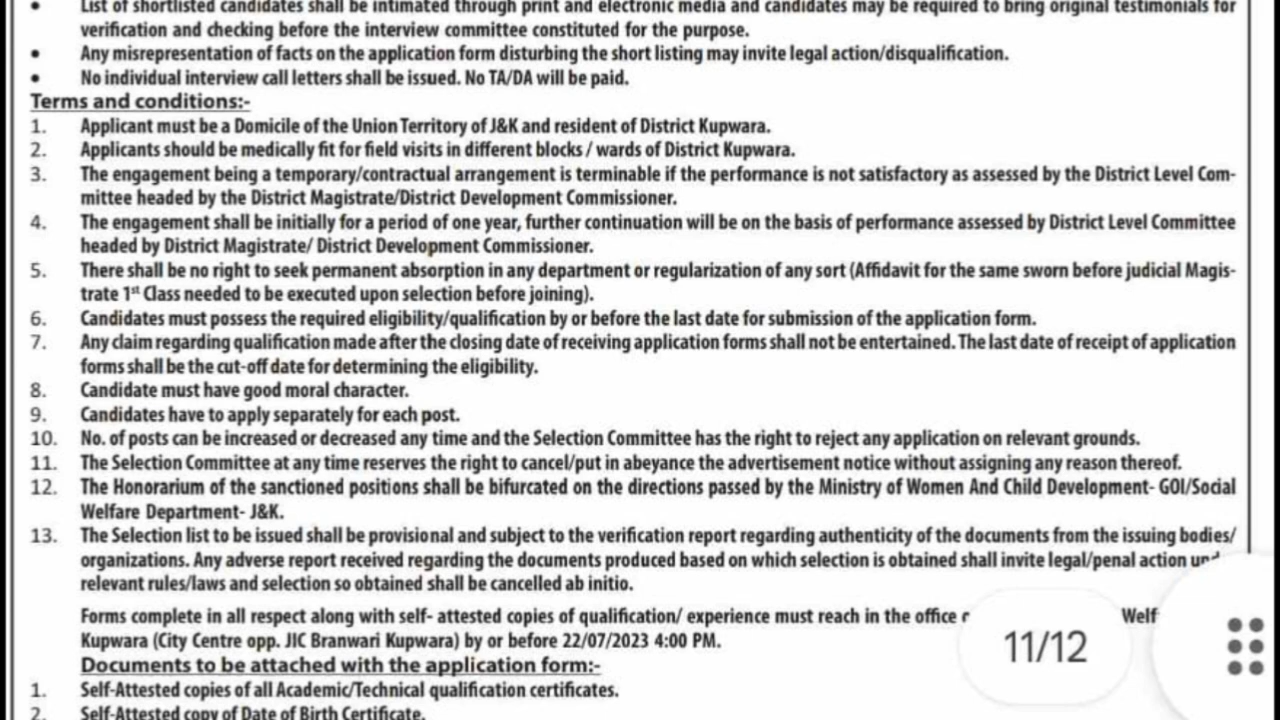 • List of shortlisted candidates shall be intimated through print and electronic media and candidates may be required to bring original testimonials for
verification and checking before the interview committee constituted for the purpose.
• Any misrepresentation of facts on the application form disturbing the short listing may invite legal action/disqualification.
• No individual interview call letters shall be issued. No TA/DA will be paid.
Terms and conditions:-
1. Applicant must be a Domicile of the Union Territory of J&K and resident of District Kupwara.
2. Applicants should be medically fit for field visits in different blocks / wards of District Kupwara.
3. The engagement being a temporary/contractual arrangement is terminable if the performance is not satisfactory as assessed by the District Level Com-
mittee headed by the District Magistrate/District Development Commissioner.
4. The engagement shall be initially for a period of one year, further continuation will be on the basis of performance assessed by District Level Committee
headed by District Magistrate/ District Development Commissioner.
5. There shall be no right to seek permanent absorption in any department or regularization of any sort (Affidavit for the same sworn before judicial Magis-
trate 1st Class needed to be executed upon selection before joining).
6. Candidates must possess the required eligibility/qualification by or before the last date for submission of the application form.
7. Any claim regarding qualification made after the closing date of receiving application forms shall not be entertained. The last date of receipt of application
forms shall be the cut-off date for determining the eligibility.
8. Candidate must have good moral character.
9. Candidates have to apply separately for each post.
10. No. of posts can be increased or decreased any time and the Selection Committee has the right to reject any application on relevant grounds.
11. The Selection Committee at any time reserves the right to cancel/put in abeyance the advertisement notice without assigning any reason thereof.
12. The Honorarium of the sanctioned positions shall be bifurcated on the directions passed by the Ministry of Women And Child Development- GOI/Social
Welfare Department- J&K.
13. The Selection list to be issued shall be provisional and subject to the verification report regarding authenticity of the documents from the issuing bodies/
organizations. Any adverse report received regarding the documents produced based on which selection is obtained shall invite legal/penal action
relevant rules/laws and selection so obtained shall be cancelled ab initio.
Forms complete in all respect along with self- attested copies of qualification/ experience must reach in the office
Kupwara (City Centre opp. JIC Branwari Kupwara) by or before 22/07/2023 4:00 PM.
11/12
Documents to be attached with the application form:-
1. Self-Attested copies of all Academic/Technical qualification certificates.
2. Self-Attested copy of Date of Birth Certificate.